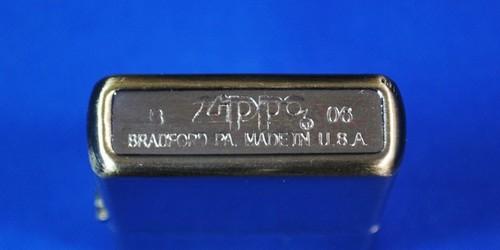 B Zippo ® 06
BRADFORD. PA. MADE IN U.S.A